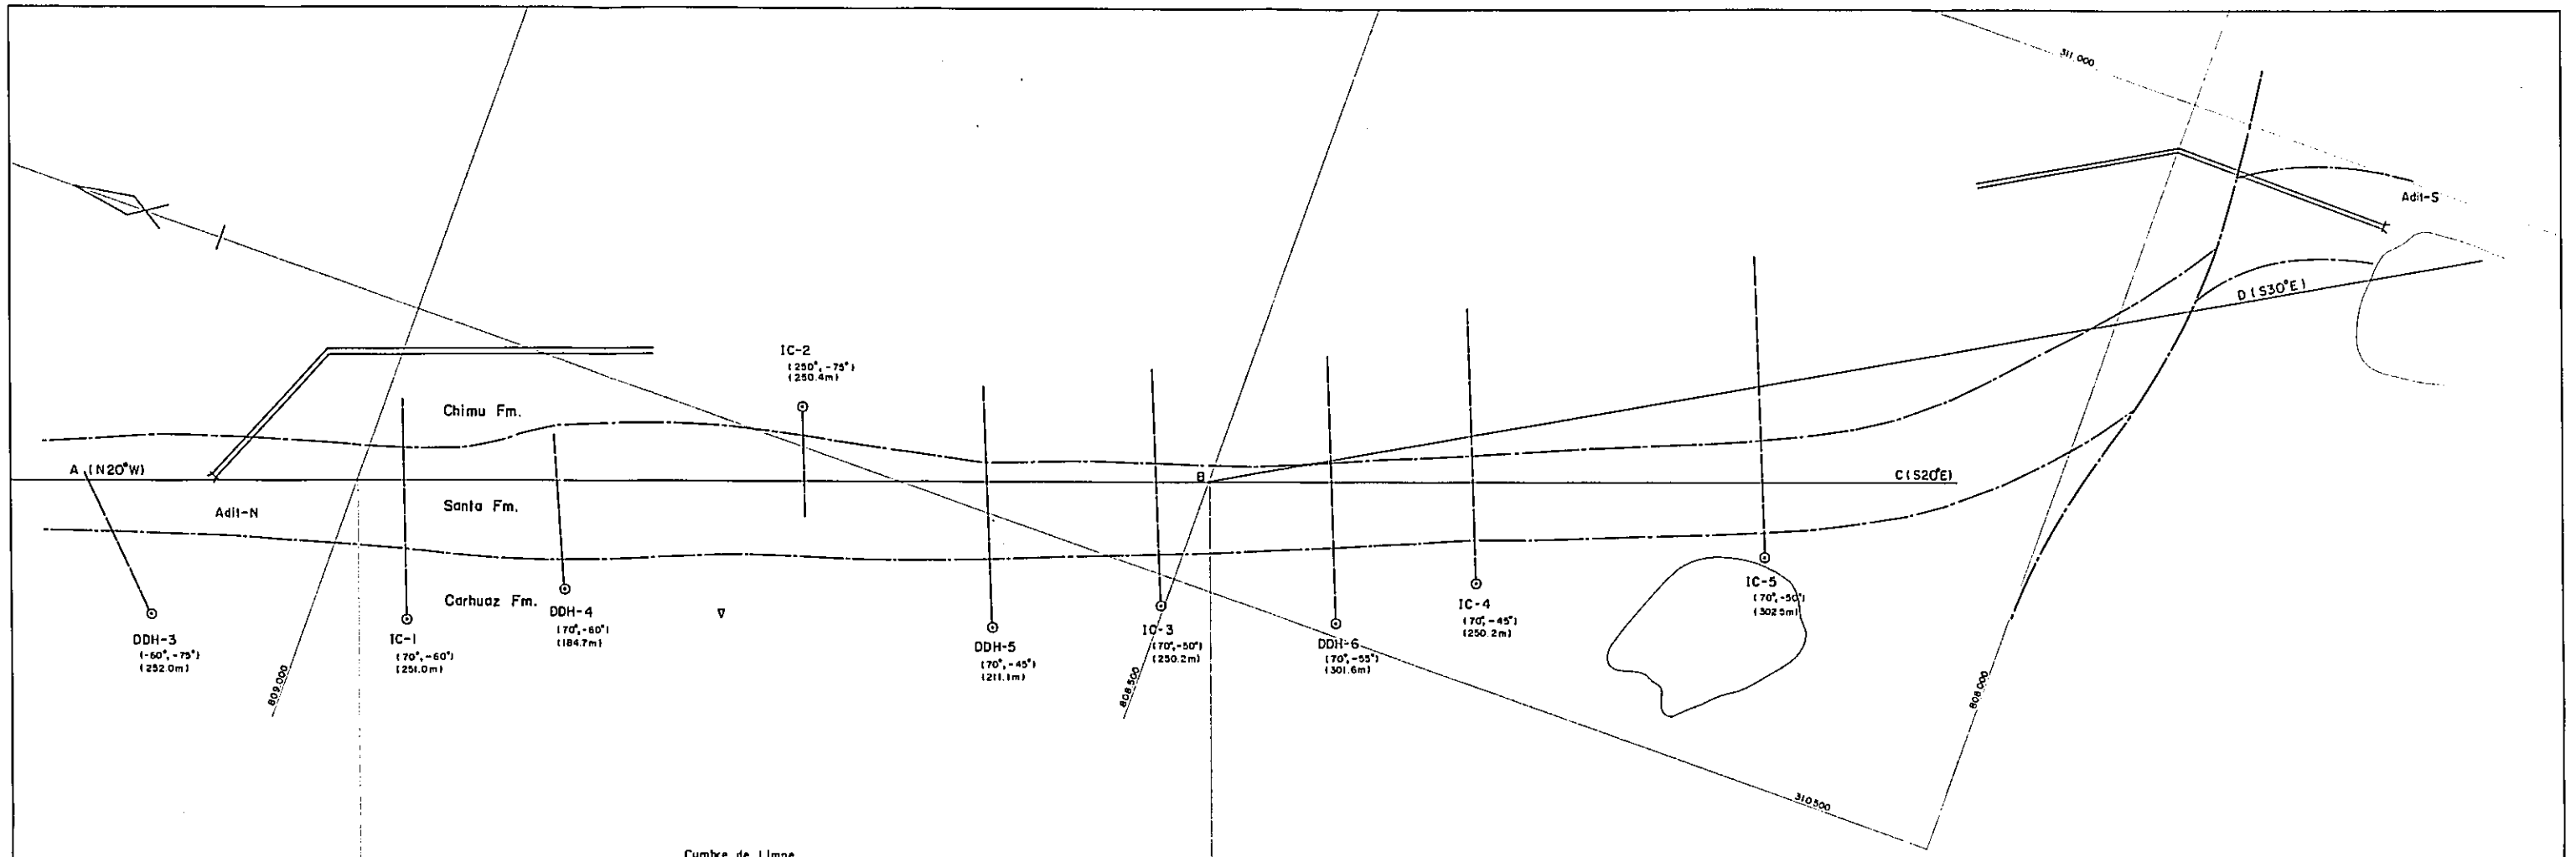 311.000
Adit-S
D (S30°E)
IC-2
(250°, -75°)
(250.4m)
Chimu Fm.
A (N20°W)
B
C (S20°E)
Adit-N
Santa Fm.
Carhuaz Fm.
DDH-3
(-60°, -75°)
(252.0m)
IC-1
(70°, -60°)
(251.0m)
DDH-4
(70°, -60°)
(184.7m)
DDH-5
(70°, -45°)
(211.1m)
IC-3
(70°, -50°)
(250.2m)
DDH-6
(70°, -55°)
(301.6m)
IC-4
(70°, -45°)
(250.2m)
IC-5
(70°, -50°)
(302.5m)
809.000
808.500
808.000
310.500
Cumbre de Llmpe